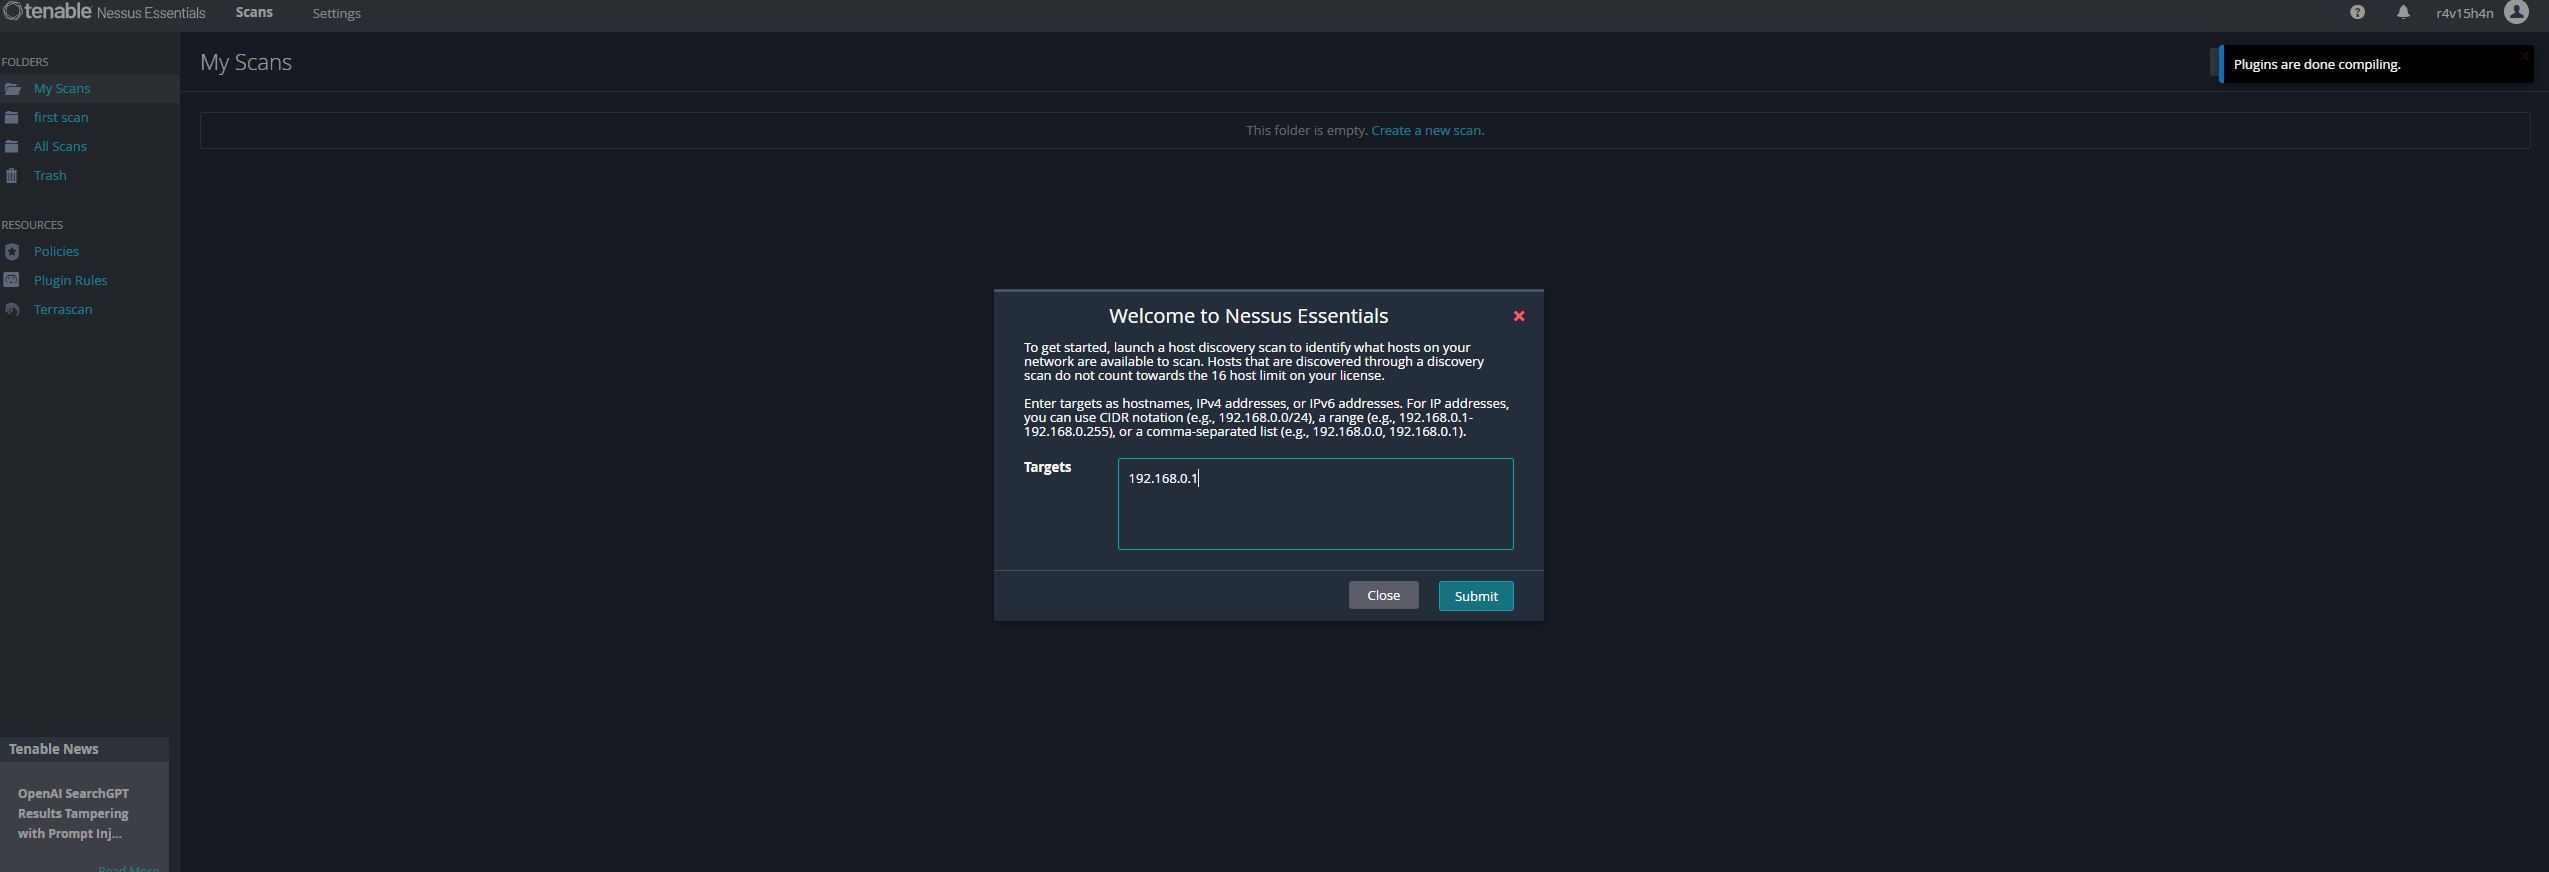 tenable Nessus Essentials Scans Settings r4v15h4n
FOLDERS
My Scans
first scan
All Scans
Trash
RESOURCES
Policies
Plugin Rules
Terrascan
Tenable News
OpenAI SearchGPT
Results Tampering
with Prompt Inj...
Read More
My Scans
Plugins are done compiling.
This folder is empty. Create a new scan.
Welcome to Nessus Essentials
To get started, launch a host discovery scan to identify what hosts on your
network are available to scan. Hosts that are discovered through a discovery
scan do not count towards the 16 host limit on your license.
Enter targets as hostnames, IPv4 addresses, or IPv6 addresses. For IP addresses,
you can use CIDR notation (e.g., 192.168.0.0/24), a range (e.g., 192.168.0.1-
192.168.0.255), or a comma-separated list (e.g., 192.168.0.0, 192.168.0.1).
Targets
192.168.0.1
Close Submit